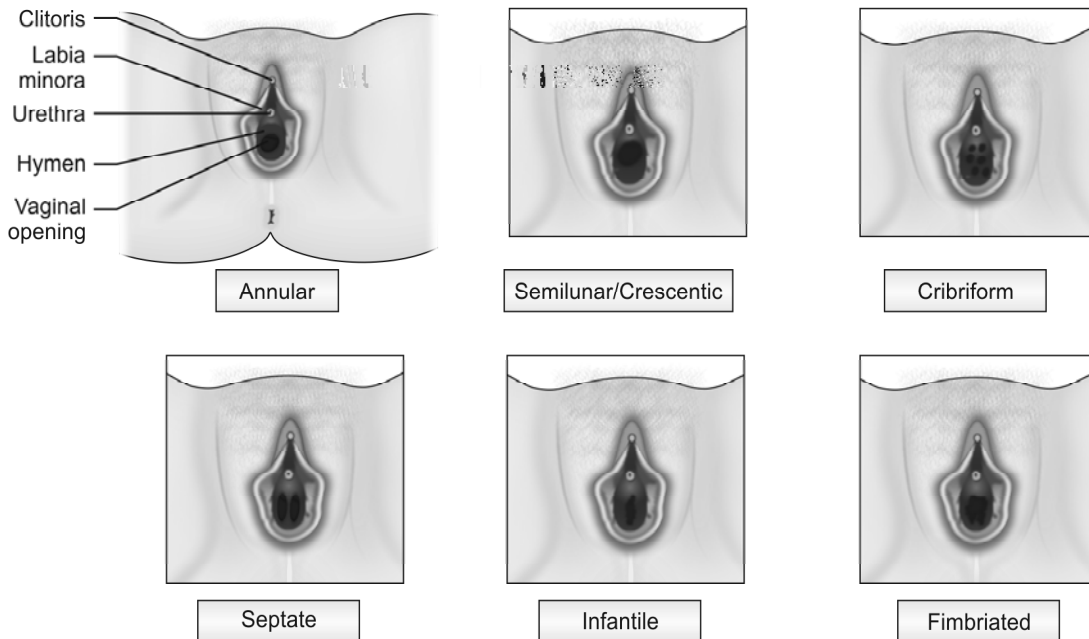 Clitoris
Labia
minora
Urethra
Hymen
Vaginal
opening
Annular
Semilunar/Crescentic
Cribriform
Septate
Infantile
Fimbriated